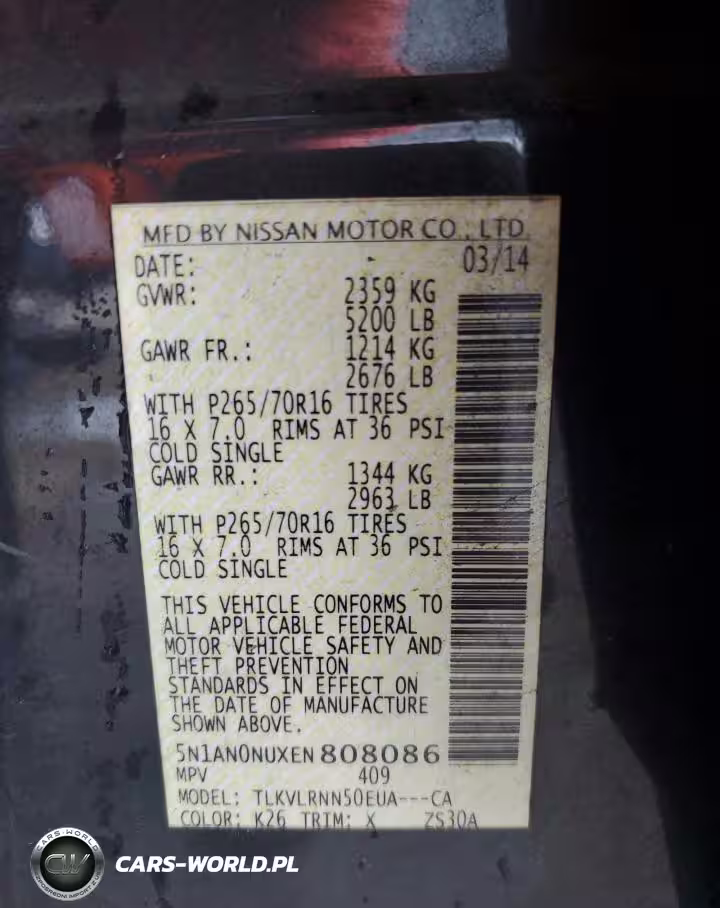 MFD BY NISSAN MOTOR CO., LTD.
DATE: 03/14
GVWR: 2359 KG
5200 LB
GAWR FR.: 1214 KG
2676 LB
WITH P265/70R16 TIRES
16 X 7.0 RIMS AT 36 PSI
COLD SINGLE
GAWR RR.: 1344 KG
2963 LB
WITH P265/70R16 TIRES
16 X 7.0 RIMS AT 36 PSI
COLD SINGLE
THIS VEHICLE CONFORMS TO
ALL APPLICABLE FEDERAL
MOTOR VEHICLE SAFETY AND
THEFT PREVENTION
STANDARDS IN EFFECT ON
THE DATE OF MANUFACTURE
SHOWN ABOVE.
5N1AN0NUXEN808086
MPV 409
MODEL: TLKVLRNN50EUA---CA
COLOR: K26 TRIM: X ZS30A
CARS-WORLD
CW
CARS-WORLD.PL